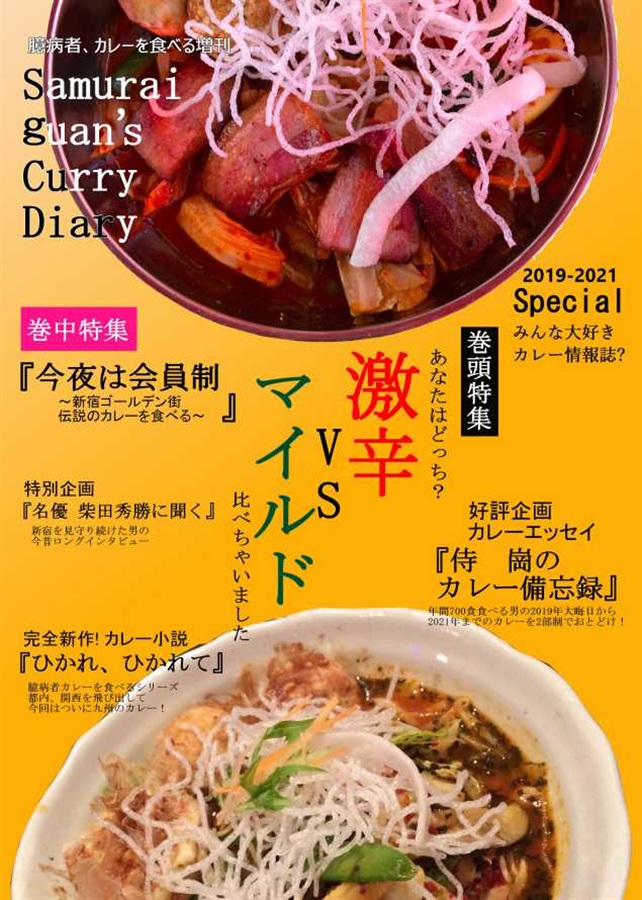 臆病者、カレーを食べる増刊
Samurai
guan's
Curry
Diary
2019-2021
Special
みんな大好き
カレー情報誌?
巻頭特集
あなたはどっち?
激辛
VS
マイルド
比べちゃいました
巻中特集
『今夜は会員制
~新宿ゴールデン街
伝説のカレーを食べる~
』
特別企画
『名優 柴田秀勝に聞く』
新宿を見守り続けた男の
今昔ロングインタビュー
好評企画
カレーエッセイ
『侍 崗の
カレー備忘録』
年間700食食べる男の2019年大晦日から
2021年までのカレーを2部制でおとどけ!
完全新作! カレー小説
『ひかれ、ひかれて』
臆病者カレーを食べるシリーズ
都内、関西を飛び出して
今回はついに九州のカレー!